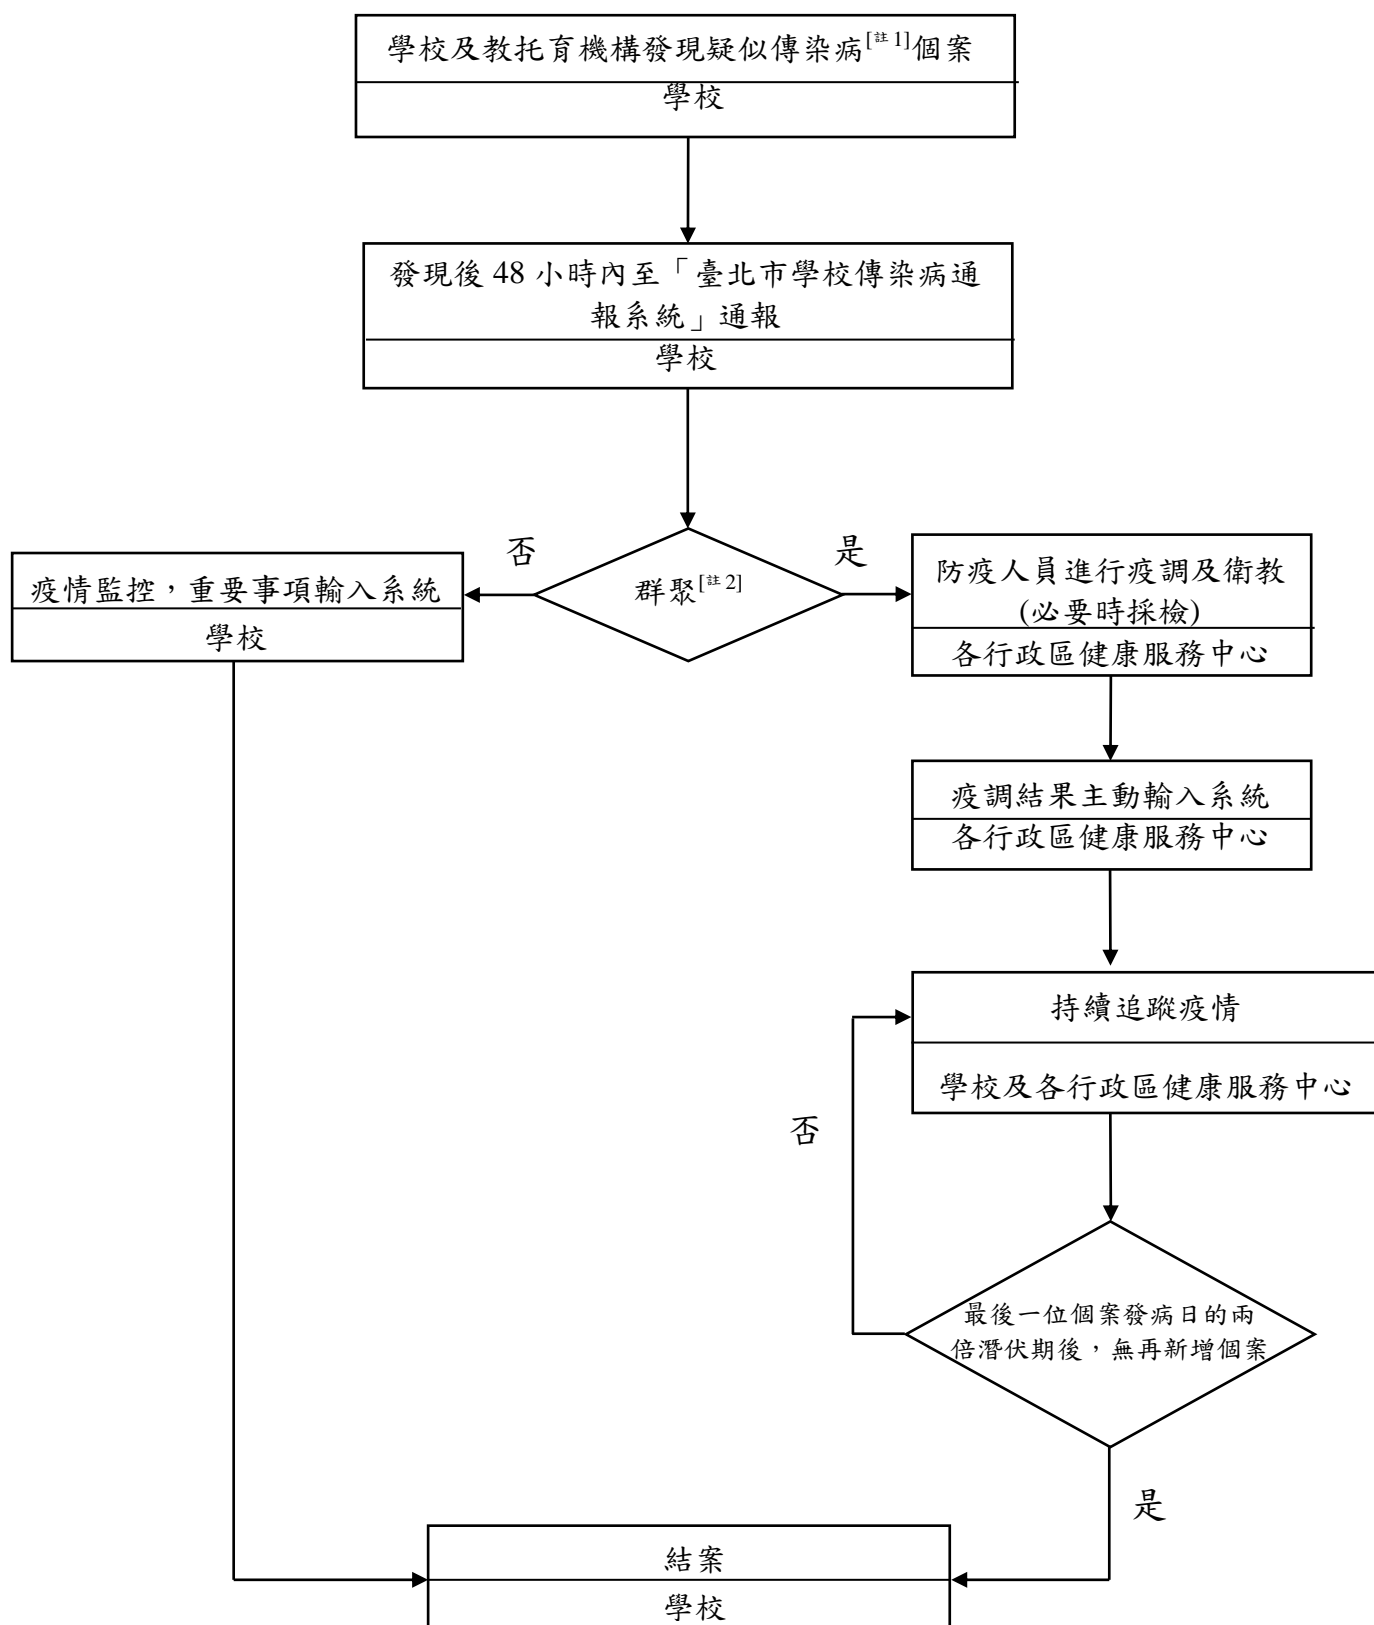 學校及教托育機構發現疑似傳染病[註 1]個案
學校
發現後 48 小時內至「臺北市學校傳染病通
報系統」通報
學校
否
是
群聚[註 2]
疫情監控，重要事項輸入系統
學校
防疫人員進行疫調及衛教
(必要時採檢)
各行政區健康服務中心
疫調結果主動輸入系統
各行政區健康服務中心
持續追蹤疫情
學校及各行政區健康服務中心
否
最後一位個案發病日的兩
倍潛伏期後，無再新增個案
是
結案
學校